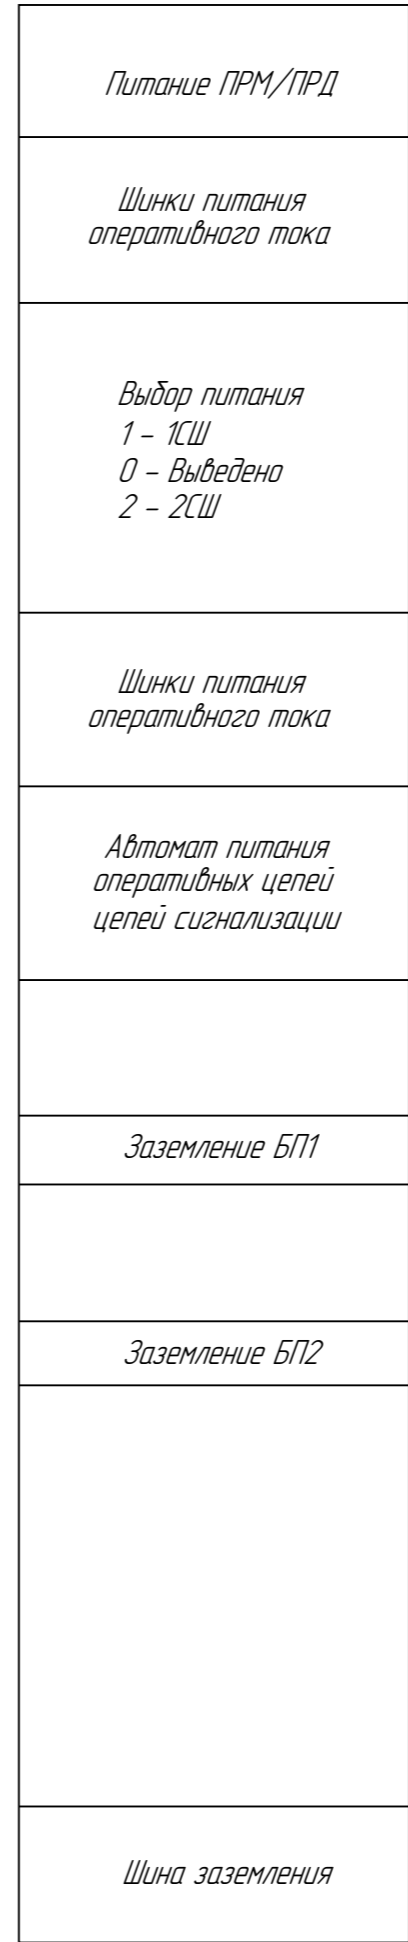 Питание ПРМ/ПРД
Шинки питания
оперативного тока
Выбор питания
1 - 1СШ
0 - Выведено
2 - 2СШ
Шинки питания
оперативного тока
Автомат питания
оперативных цепей
цепей сигнализации
Заземление БП1
Заземление БП2
Шина заземления